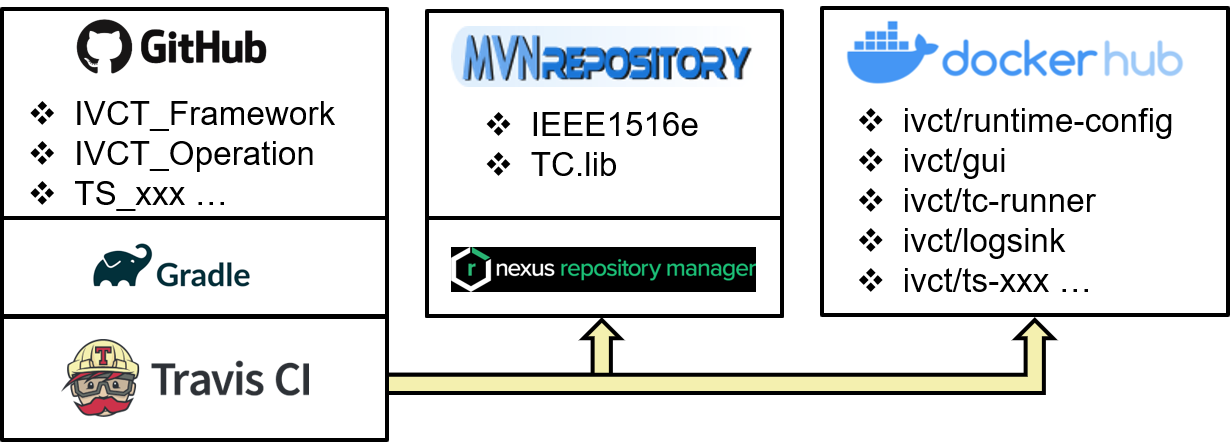 GitHub
❖ IVCT_Framework
❖ IVCT_Operation
❖ TS_xxx …
Gradle
T
Travis CI
MVNREPOSITORY
❖ IEEE1516e
❖ TC.lib
r
nexus repository manager
docker hub
❖ ivct/runtime-config
❖ ivct/gui
❖ ivct/tc-runner
❖ ivct/logsink
❖ ivct/ts-xxx …